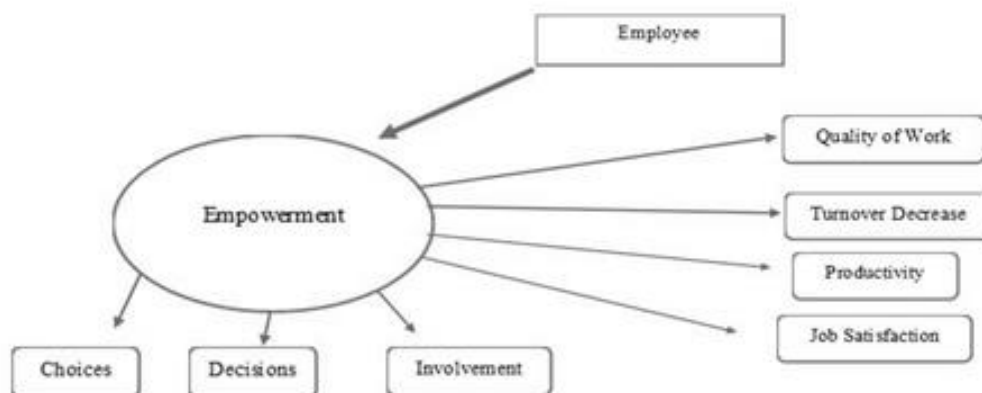 Employee
Quality of Work
Empowerment
Turnover Decrease
Productivity
Job Satisfaction
Choices
Decisions
Involvement